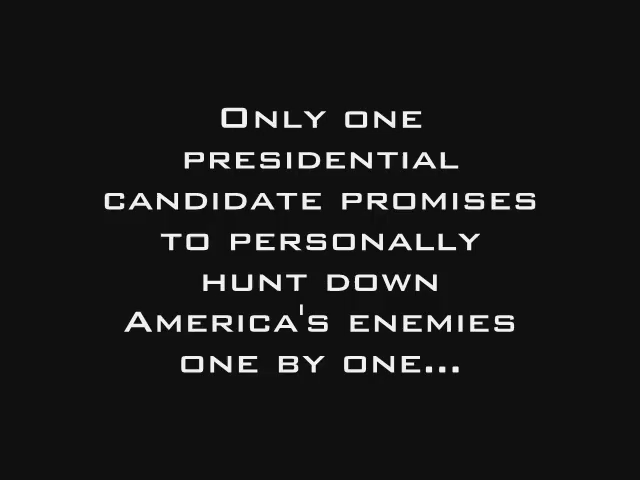 Only one
presidential
candidate promises
to personally
hunt down
America's enemies
one by one...